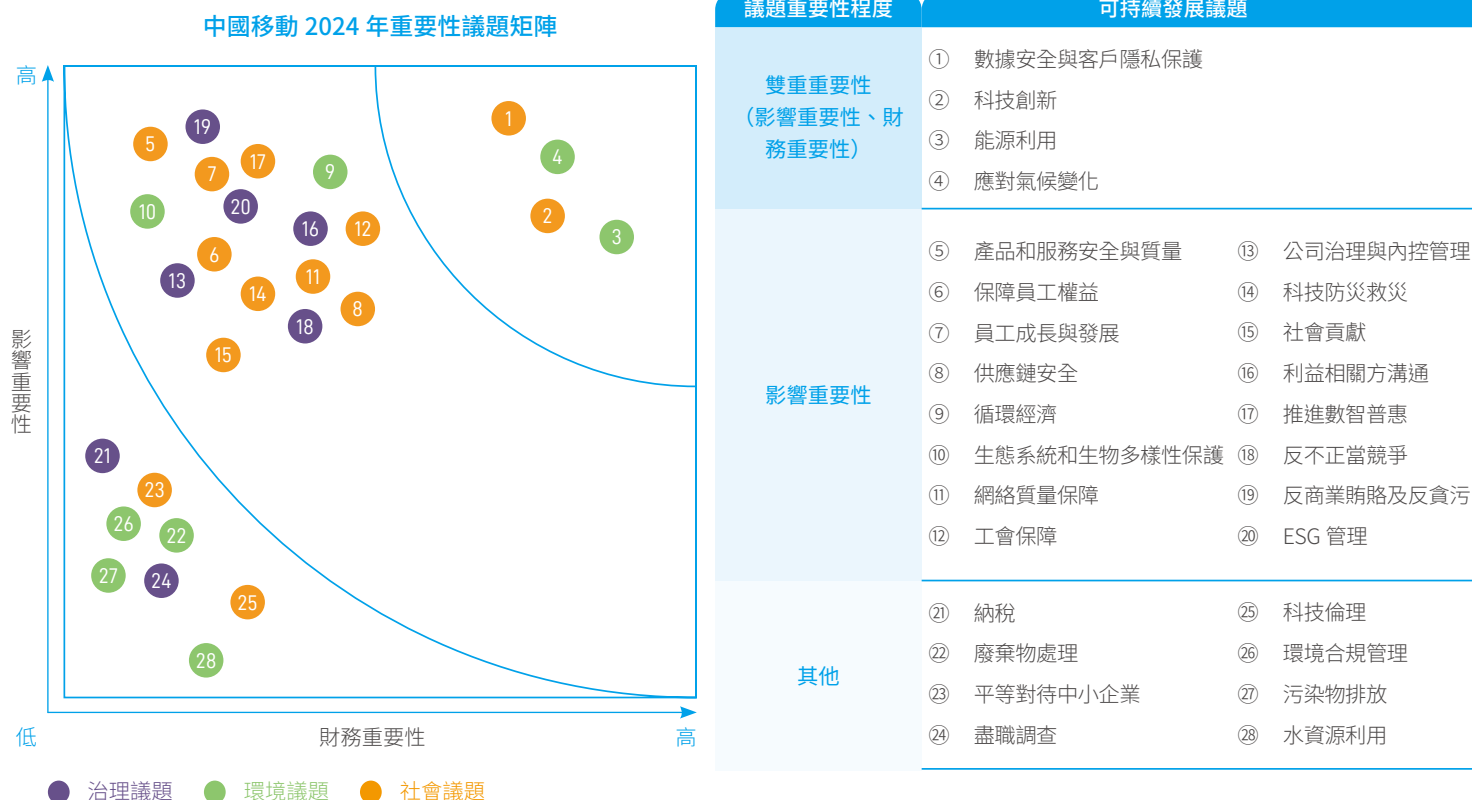 中國移動 2024 年重要性議題矩陣
高
影響重要性
19
5
17
7
9
10
20
16
12
6
13
11
14
8
18
15
1
4
2
3
21
23
26
22
27
24
25
28
低
財務重要性
高
治理議題
環境議題
社會議題
議題重要性程度
可持續發展議題
雙重重要性
（影響重要性、財
務重要性）
① 數據安全與客戶隱私保護
② 科技創新
③ 能源利用
④ 應對氣候變化
影響重要性
⑤ 產品和服務安全與質量
⑥ 保障員工權益
⑦ 員工成長與發展
⑧ 供應鏈安全
⑨ 循環經濟
⑩ 生態系統和生物多樣性保護
⑪ 網絡質量保障
⑫ 工會保障
⑬ 公司治理與內控管理
⑭ 科技防災救災
⑮ 社會貢獻
⑯ 利益相關方溝通
⑰ 推進數智普惠
⑱ 反不正當競爭
⑲ 反商業賄賂及反貪污
⑳ ESG 管理
其他
㉑ 納稅
㉒ 廢棄物處理
㉓ 平等對待中小企業
㉔ 盡職調查
㉕ 科技倫理
㉖ 環境合規管理
㉗ 污染物排放
㉘ 水資源利用